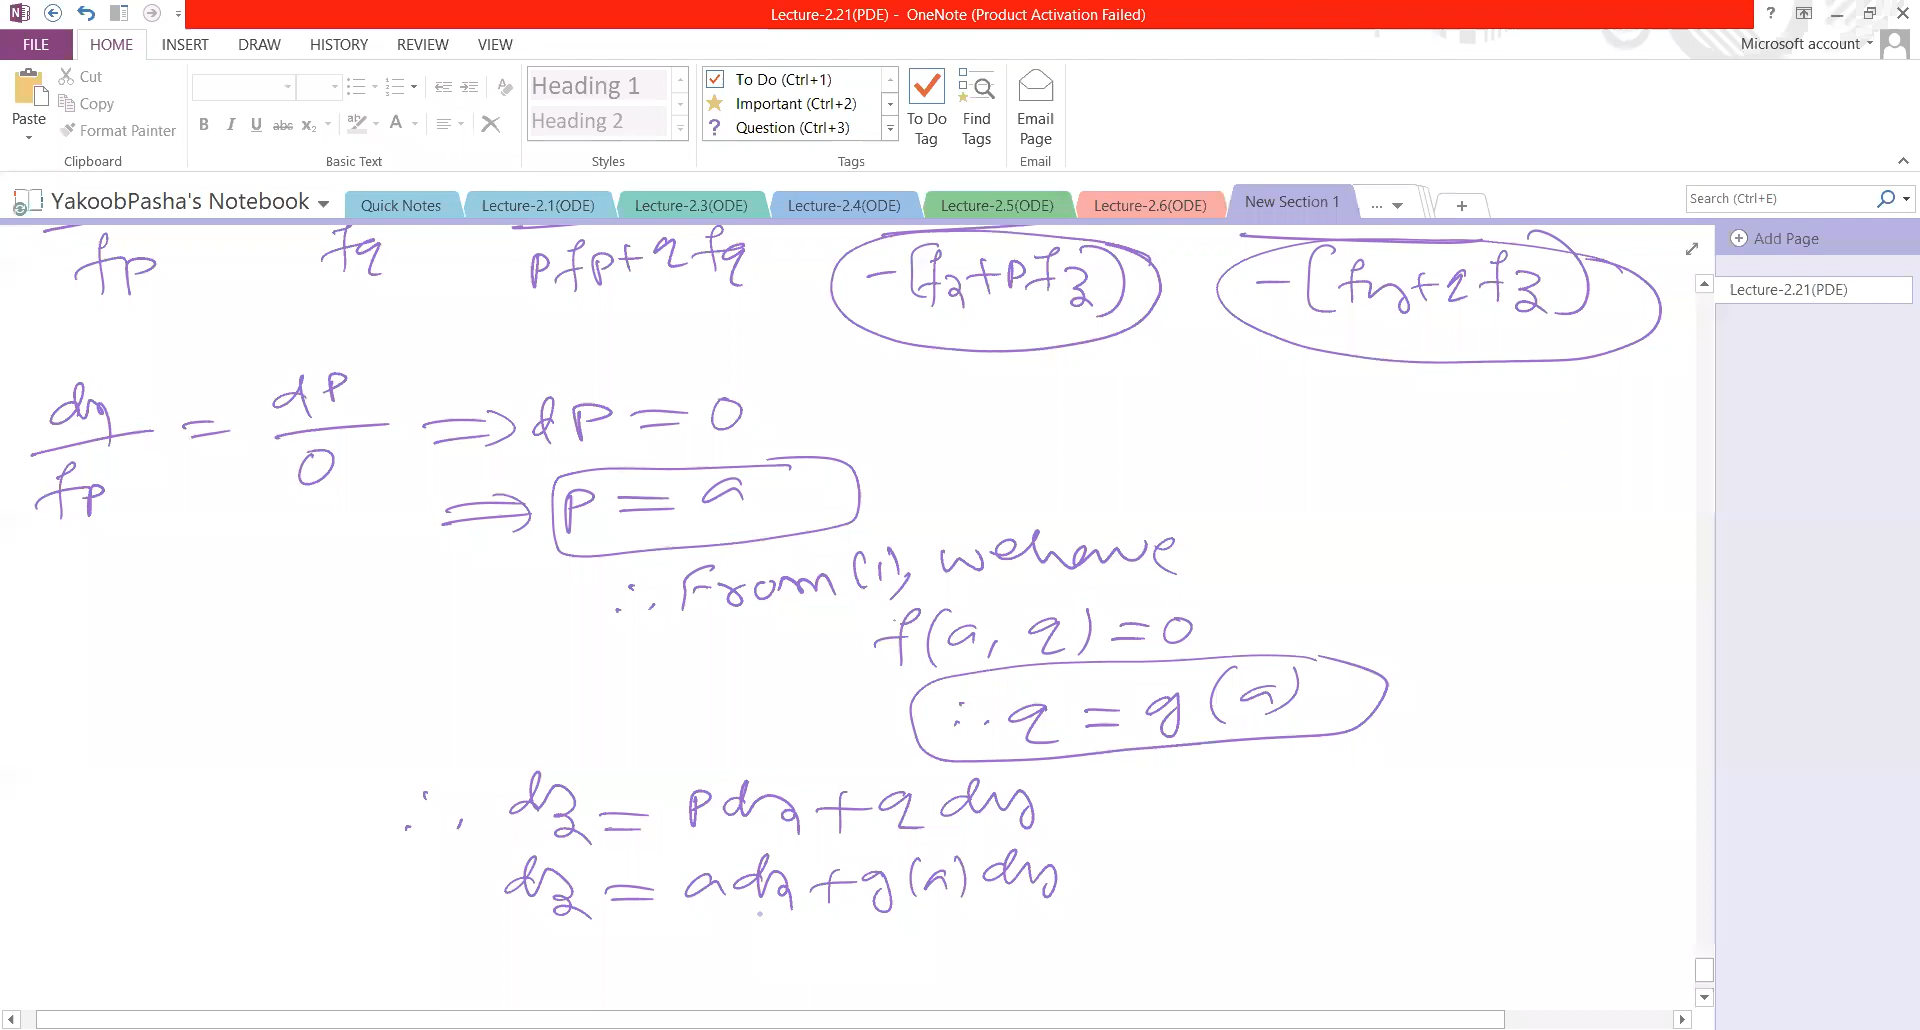 Lecture-2.21(PDE) - OneNote (Product Activation Failed)
FILE HOME INSERT DRAW HISTORY REVIEW VIEW
Microsoft account
Paste
Cut
Copy
Format Painter
Clipboard
B I U abc x₂ A
Basic Text
Heading 1
Heading 2
Styles
To Do (Ctrl+1)
Important (Ctrl+2)
Question (Ctrl+3)
Tags
To Do Tag
Find Tags
Email Page
Email
YakoobPasha's Notebook
Quick Notes Lecture-2.1(ODE) Lecture-2.3(ODE) Lecture-2.4(ODE) Lecture-2.5(ODE) Lecture-2.6(ODE) New Section 1 ...
Search (Ctrl+E)
Add Page
Lecture-2.21(PDE)
fp fq pfp+qfq -[fx+pfz] -[fy+qfz]
dx/fp = dp/0 ⟹ dp = 0
⟹ p = a
∴ From (1), we have
f(a, q) = 0
∴ q = g(a)
∴, dz = pdx + q dy
dz = adx + g(a) dy